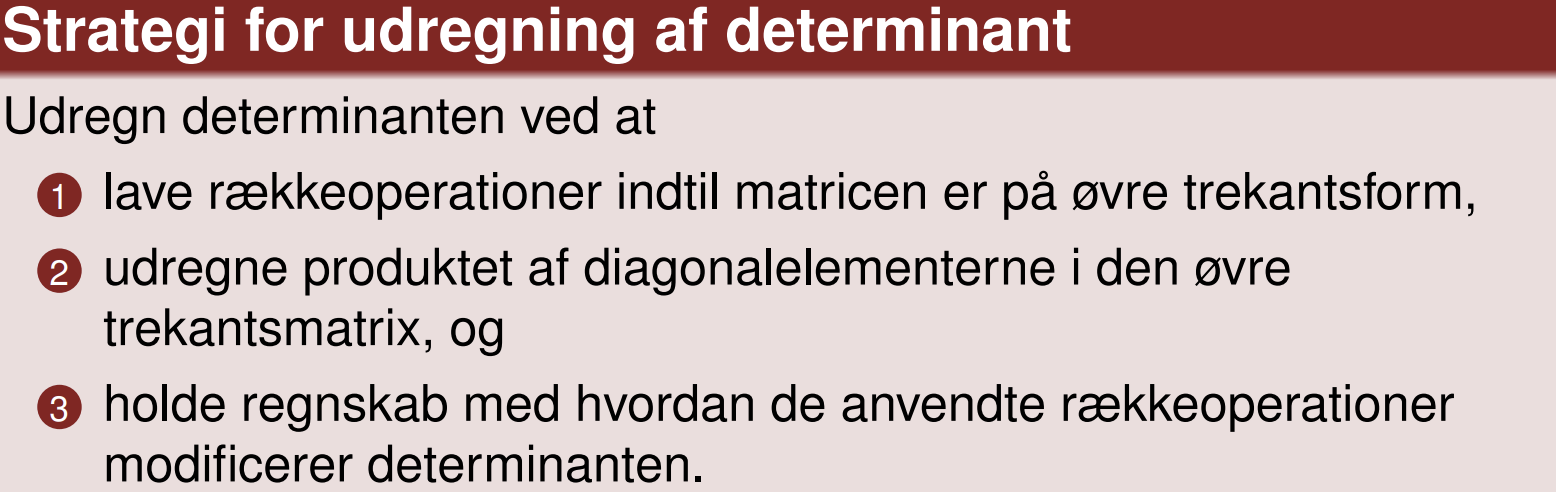 Strategi for udregning af determinant
Udregn determinanten ved at
1 lave rækkeoperationer indtil matricen er på øvre trekantsform,
2 udregne produktet af diagonalelementerne i den øvre
trekantsmatrix, og
3 holde regnskab med hvordan de anvendte rækkeoperationer
modificerer determinanten.